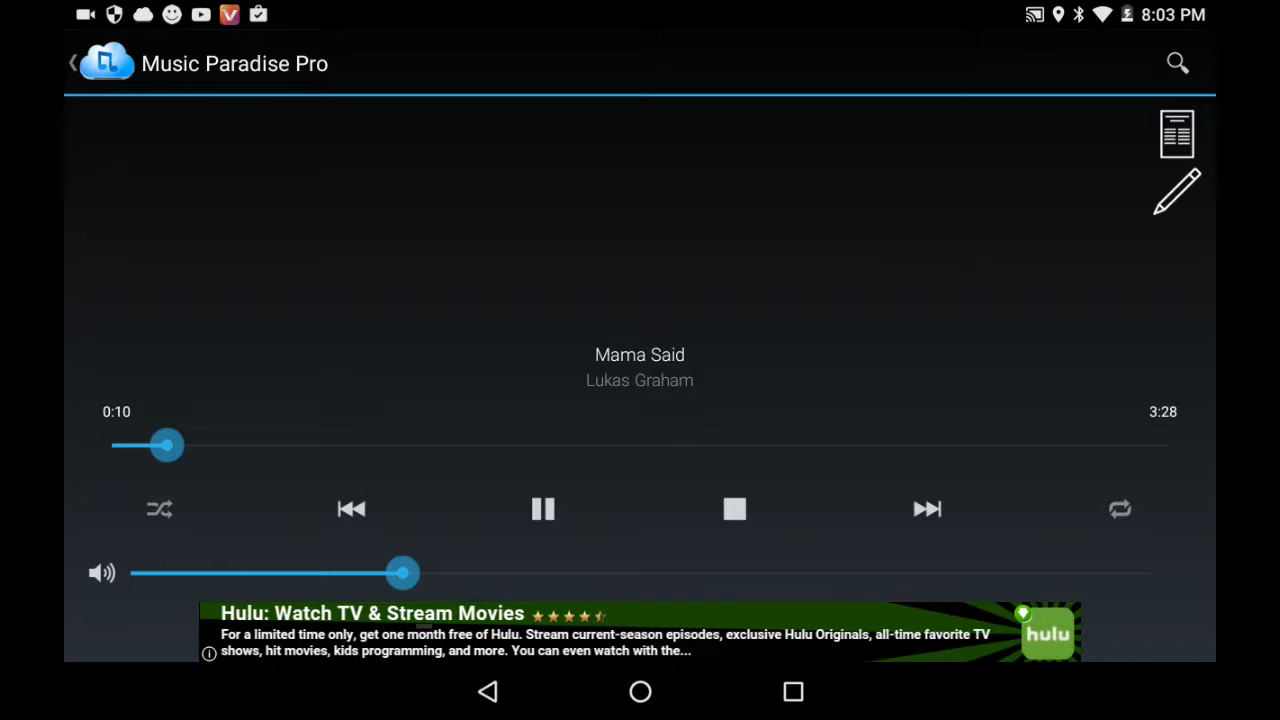 8:03 PM
Music Paradise Pro
Mama Said
Lukas Graham
0:10
3:28
Hulu: Watch TV & Stream Movies
For a limited time only, get one month free of Hulu. Stream current-season episodes, exclusive Hulu Originals, all-time favorite TV
shows, hit movies, kids programming, and more. You can even watch with the...
hulu